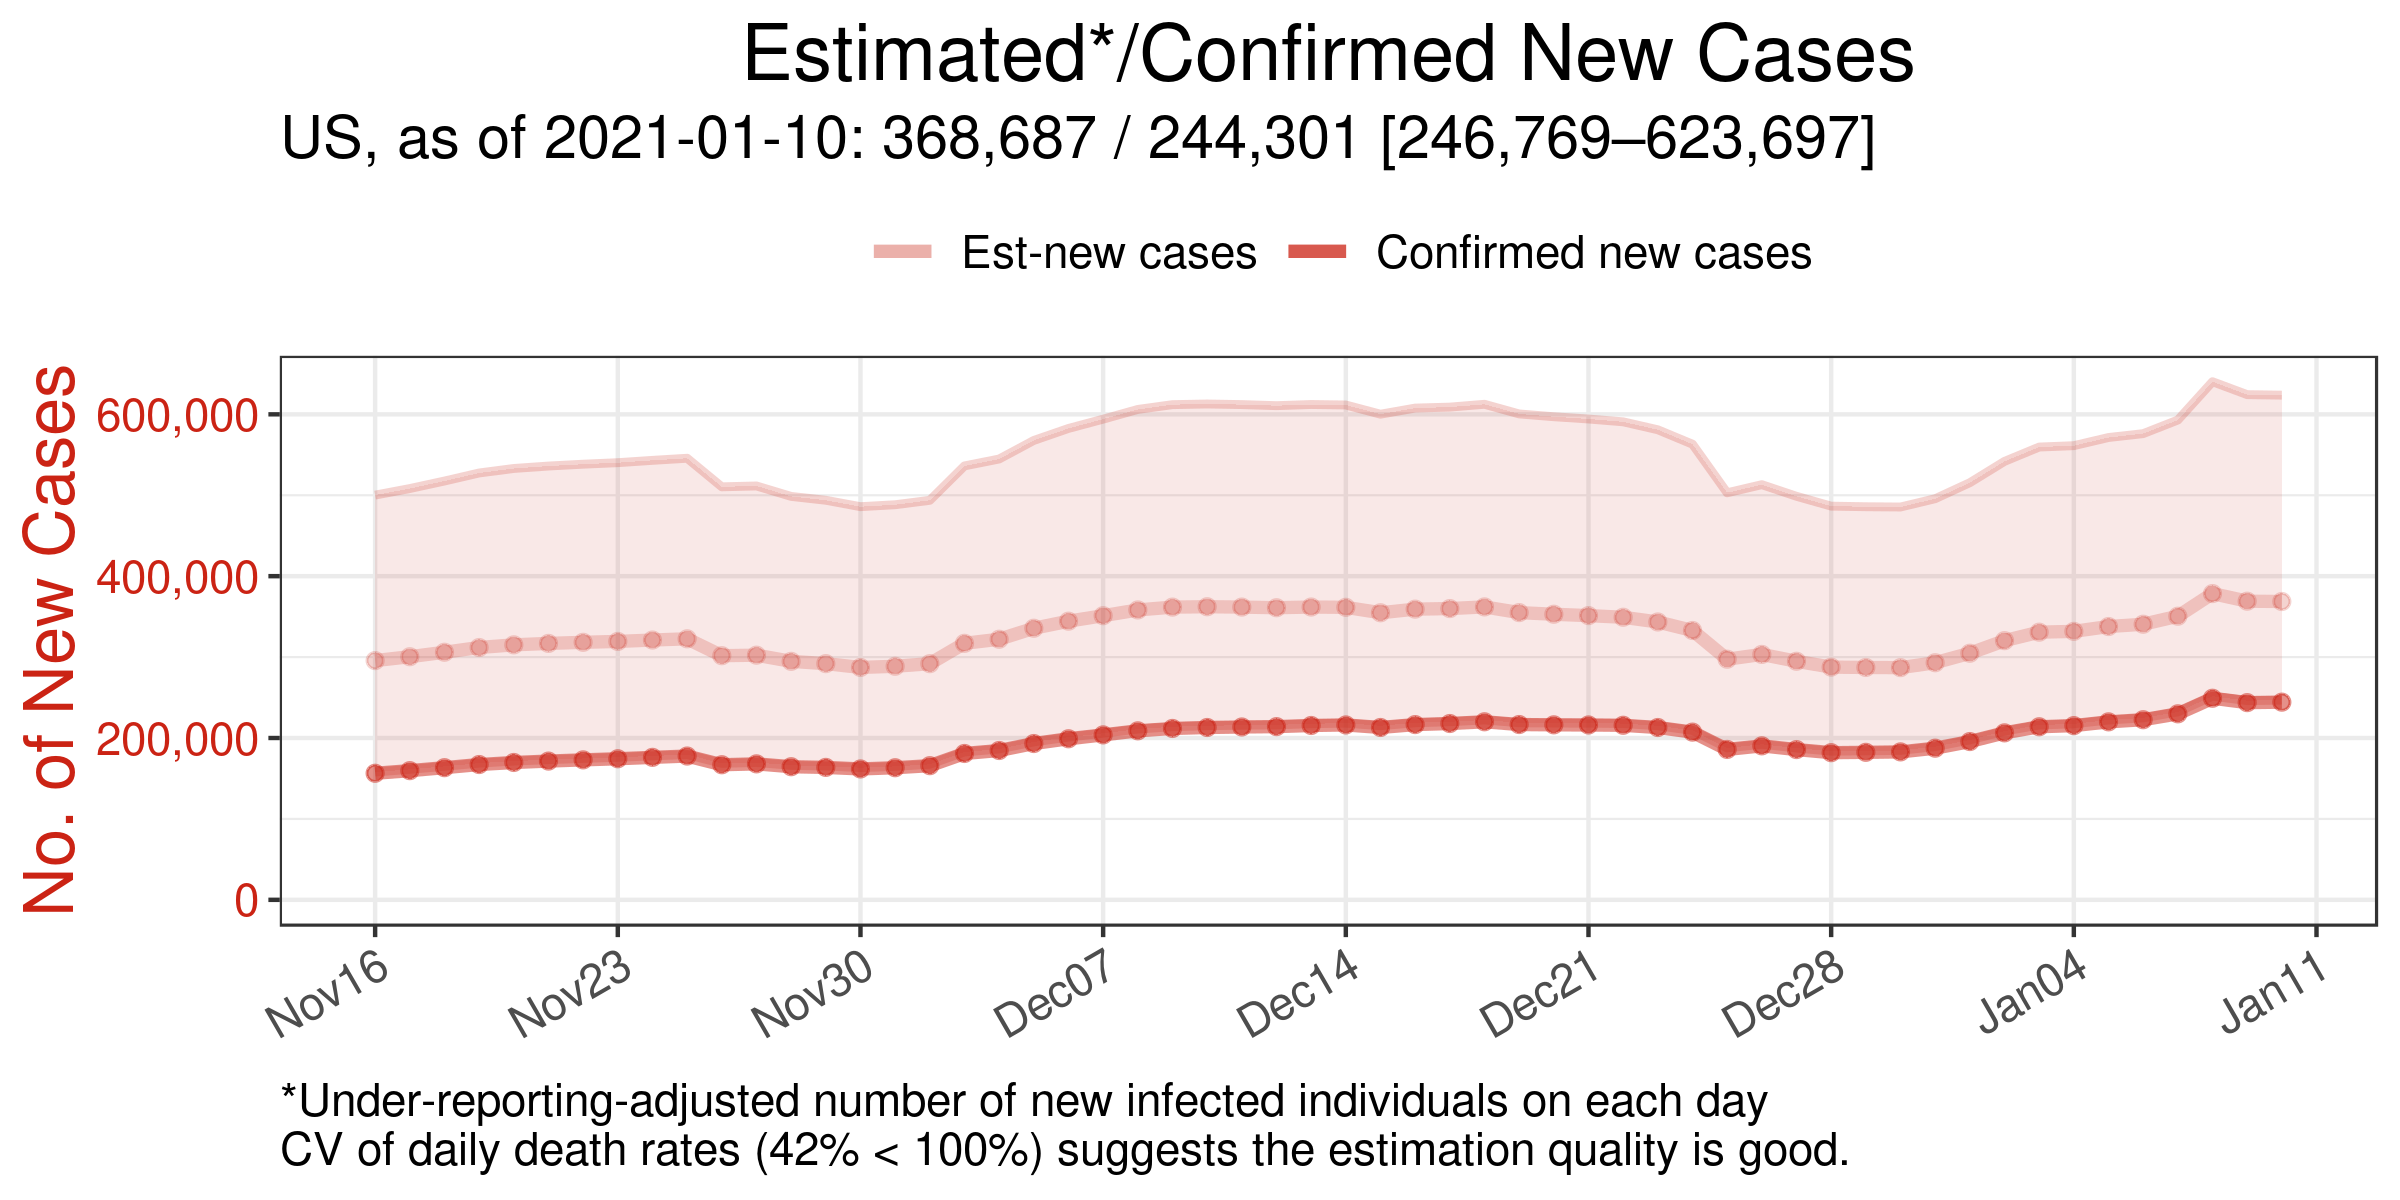 Estimated*/Confirmed New Cases
US, as of 2021-01-10: 368,687 / 244,301 [246,769–623,697]
Est-new cases
Confirmed new cases
No. of New Cases
600,000
400,000
200,000
0
Nov16
Nov23
Nov30
Dec07
Dec14
Dec21
Dec28
Jan04
Jan11
*Under-reporting-adjusted number of new infected individuals on each day
CV of daily death rates (42% < 100%) suggests the estimation quality is good.